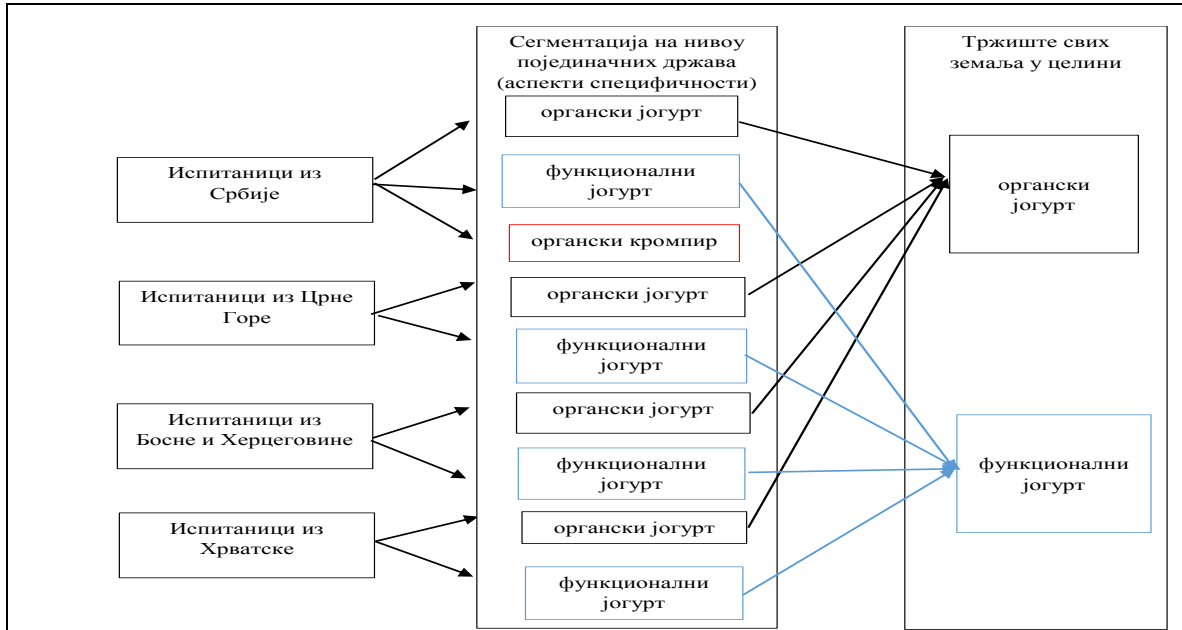 Сегментација на нивоу
појединачних држава
(аспекти специфичности)
Тржиште свих
земаља у целини
Испитаници из
Србије
Испитаници из Црне
Горе
Испитаници из
Босне и Херцеговине
Испитаници из
Хрватске
органски јогурт
функционални
јогурт
органски кромпир
органски јогурт
функционални
јогурт
органски јогурт
функционални
јогурт
органски јогурт
функционални
јогурт
органски
јогурт
функционални
јогурт